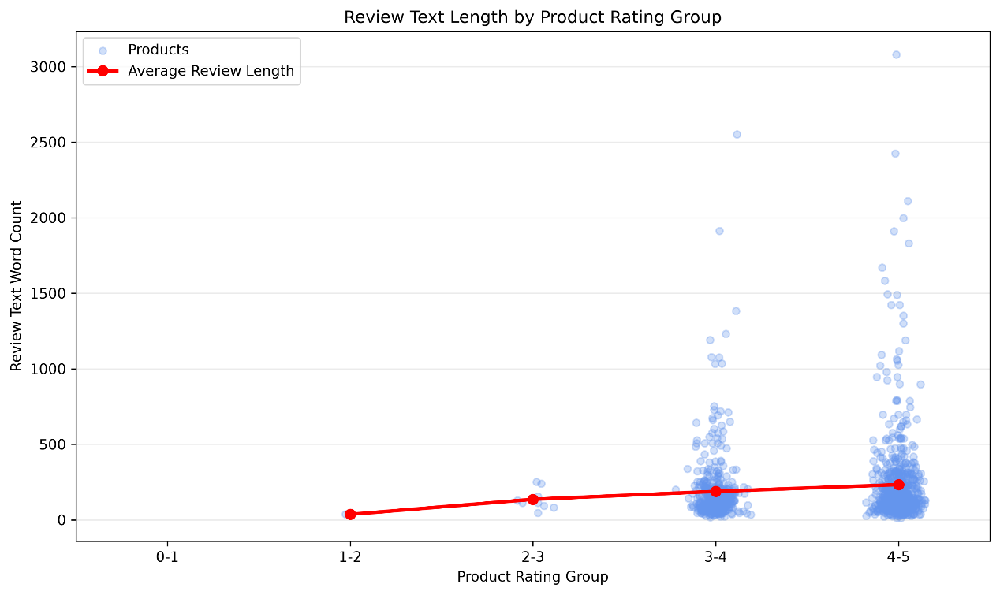 Review Text Length by Product Rating Group
Products
Average Review Length
Review Text Word Count
3000
2500
2000
1500
1000
500
0
0-1
1-2
2-3
3-4
4-5
Product Rating Group